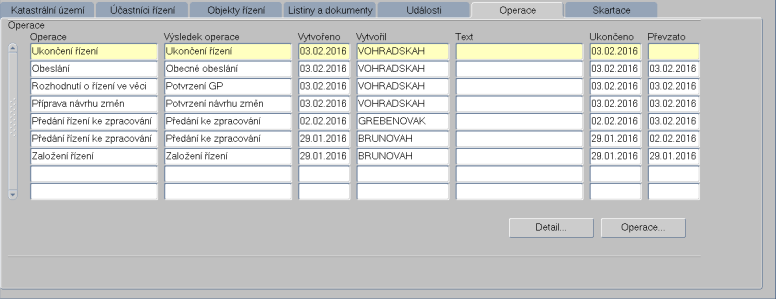 Katastrální území Účastníci řízení Objekty řízení Listiny a dokumenty Události Operace Skartace
Operace
Operace Výsledek operace Vytvořeno Vytvořil Text Ukončeno Převzato
Ukončení řízení Ukončení řízení 03.02.2016 VOHRADSKAH 03.02.2016
Obeslání Obecné obeslání 03.02.2016 VOHRADSKAH 03.02.2016 03.02.2016
Rozhodnutí o řízení ve věci Potvrzení GP 03.02.2016 VOHRADSKAH 03.02.2016 03.02.2016
Příprava návrhu změn Potvrzení návrhu změn 03.02.2016 VOHRADSKAH 03.02.2016 03.02.2016
Předání řízení ke zpracování Předání ke zpracování 02.02.2016 GREBENOVAK 02.02.2016 03.02.2016
Předání řízení ke zpracování Předání ke zpracování 29.01.2016 BRUNOVAH 29.01.2016 02.02.2016
Založení řízení Založení řízení 29.01.2016 BRUNOVAH 29.01.2016 29.01.2016
Detail... Operace...